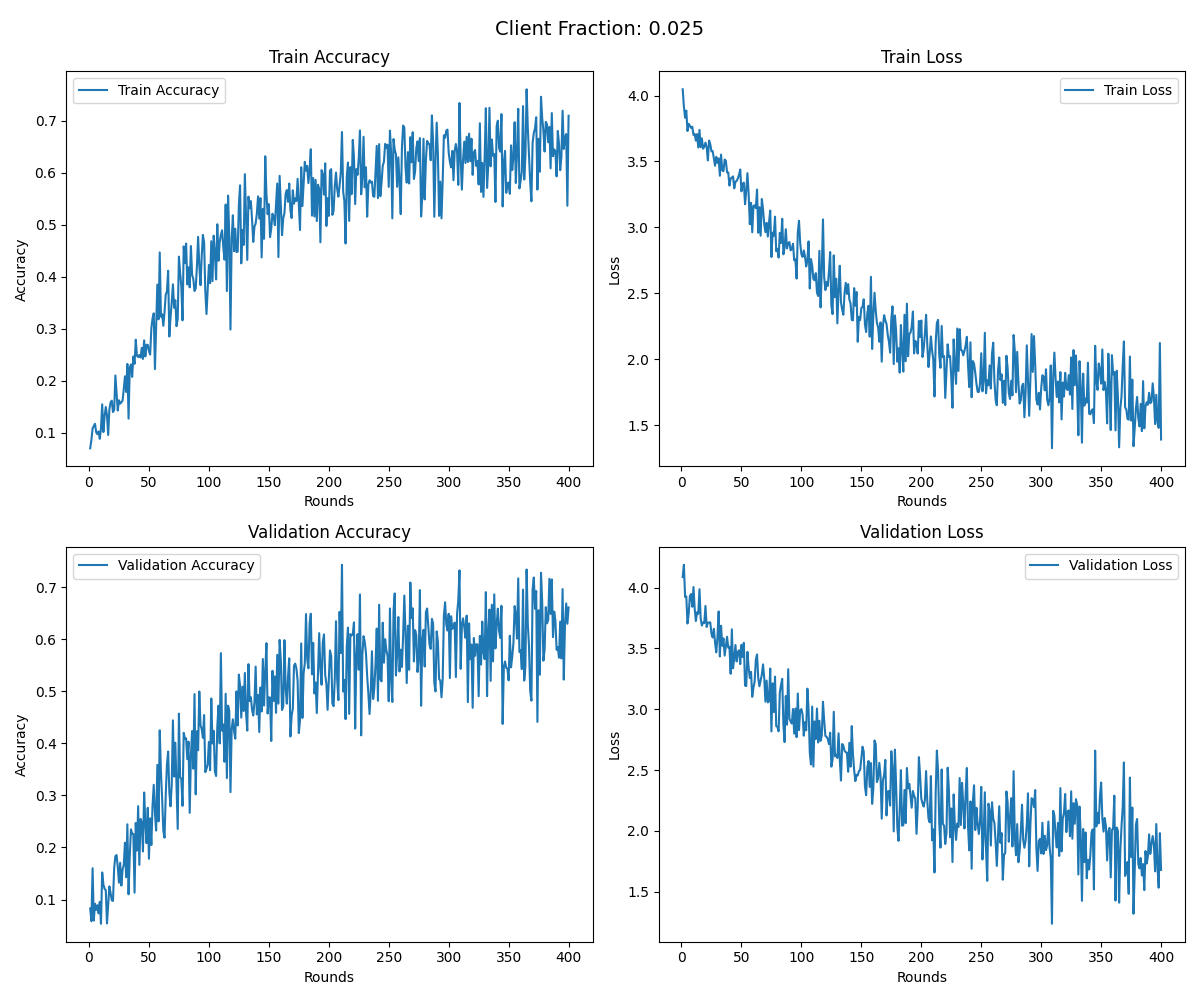 Client Fraction: 0.025
Train Accuracy
Train Accuracy
0.7
0.6
0.5
0.4
0.3
0.2
0.1
Accuracy
0 50 100 150 200 250 300 350 400
Rounds
Train Loss
Train Loss
4.0
3.5
3.0
2.5
2.0
1.5
Loss
0 50 100 150 200 250 300 350 400
Rounds
Validation Accuracy
Validation Accuracy
0.7
0.6
0.5
0.4
0.3
0.2
0.1
Accuracy
0 50 100 150 200 250 300 350 400
Rounds
Validation Loss
Validation Loss
4.0
3.5
3.0
2.5
2.0
1.5
Loss
0 50 100 150 200 250 300 350 400
Rounds